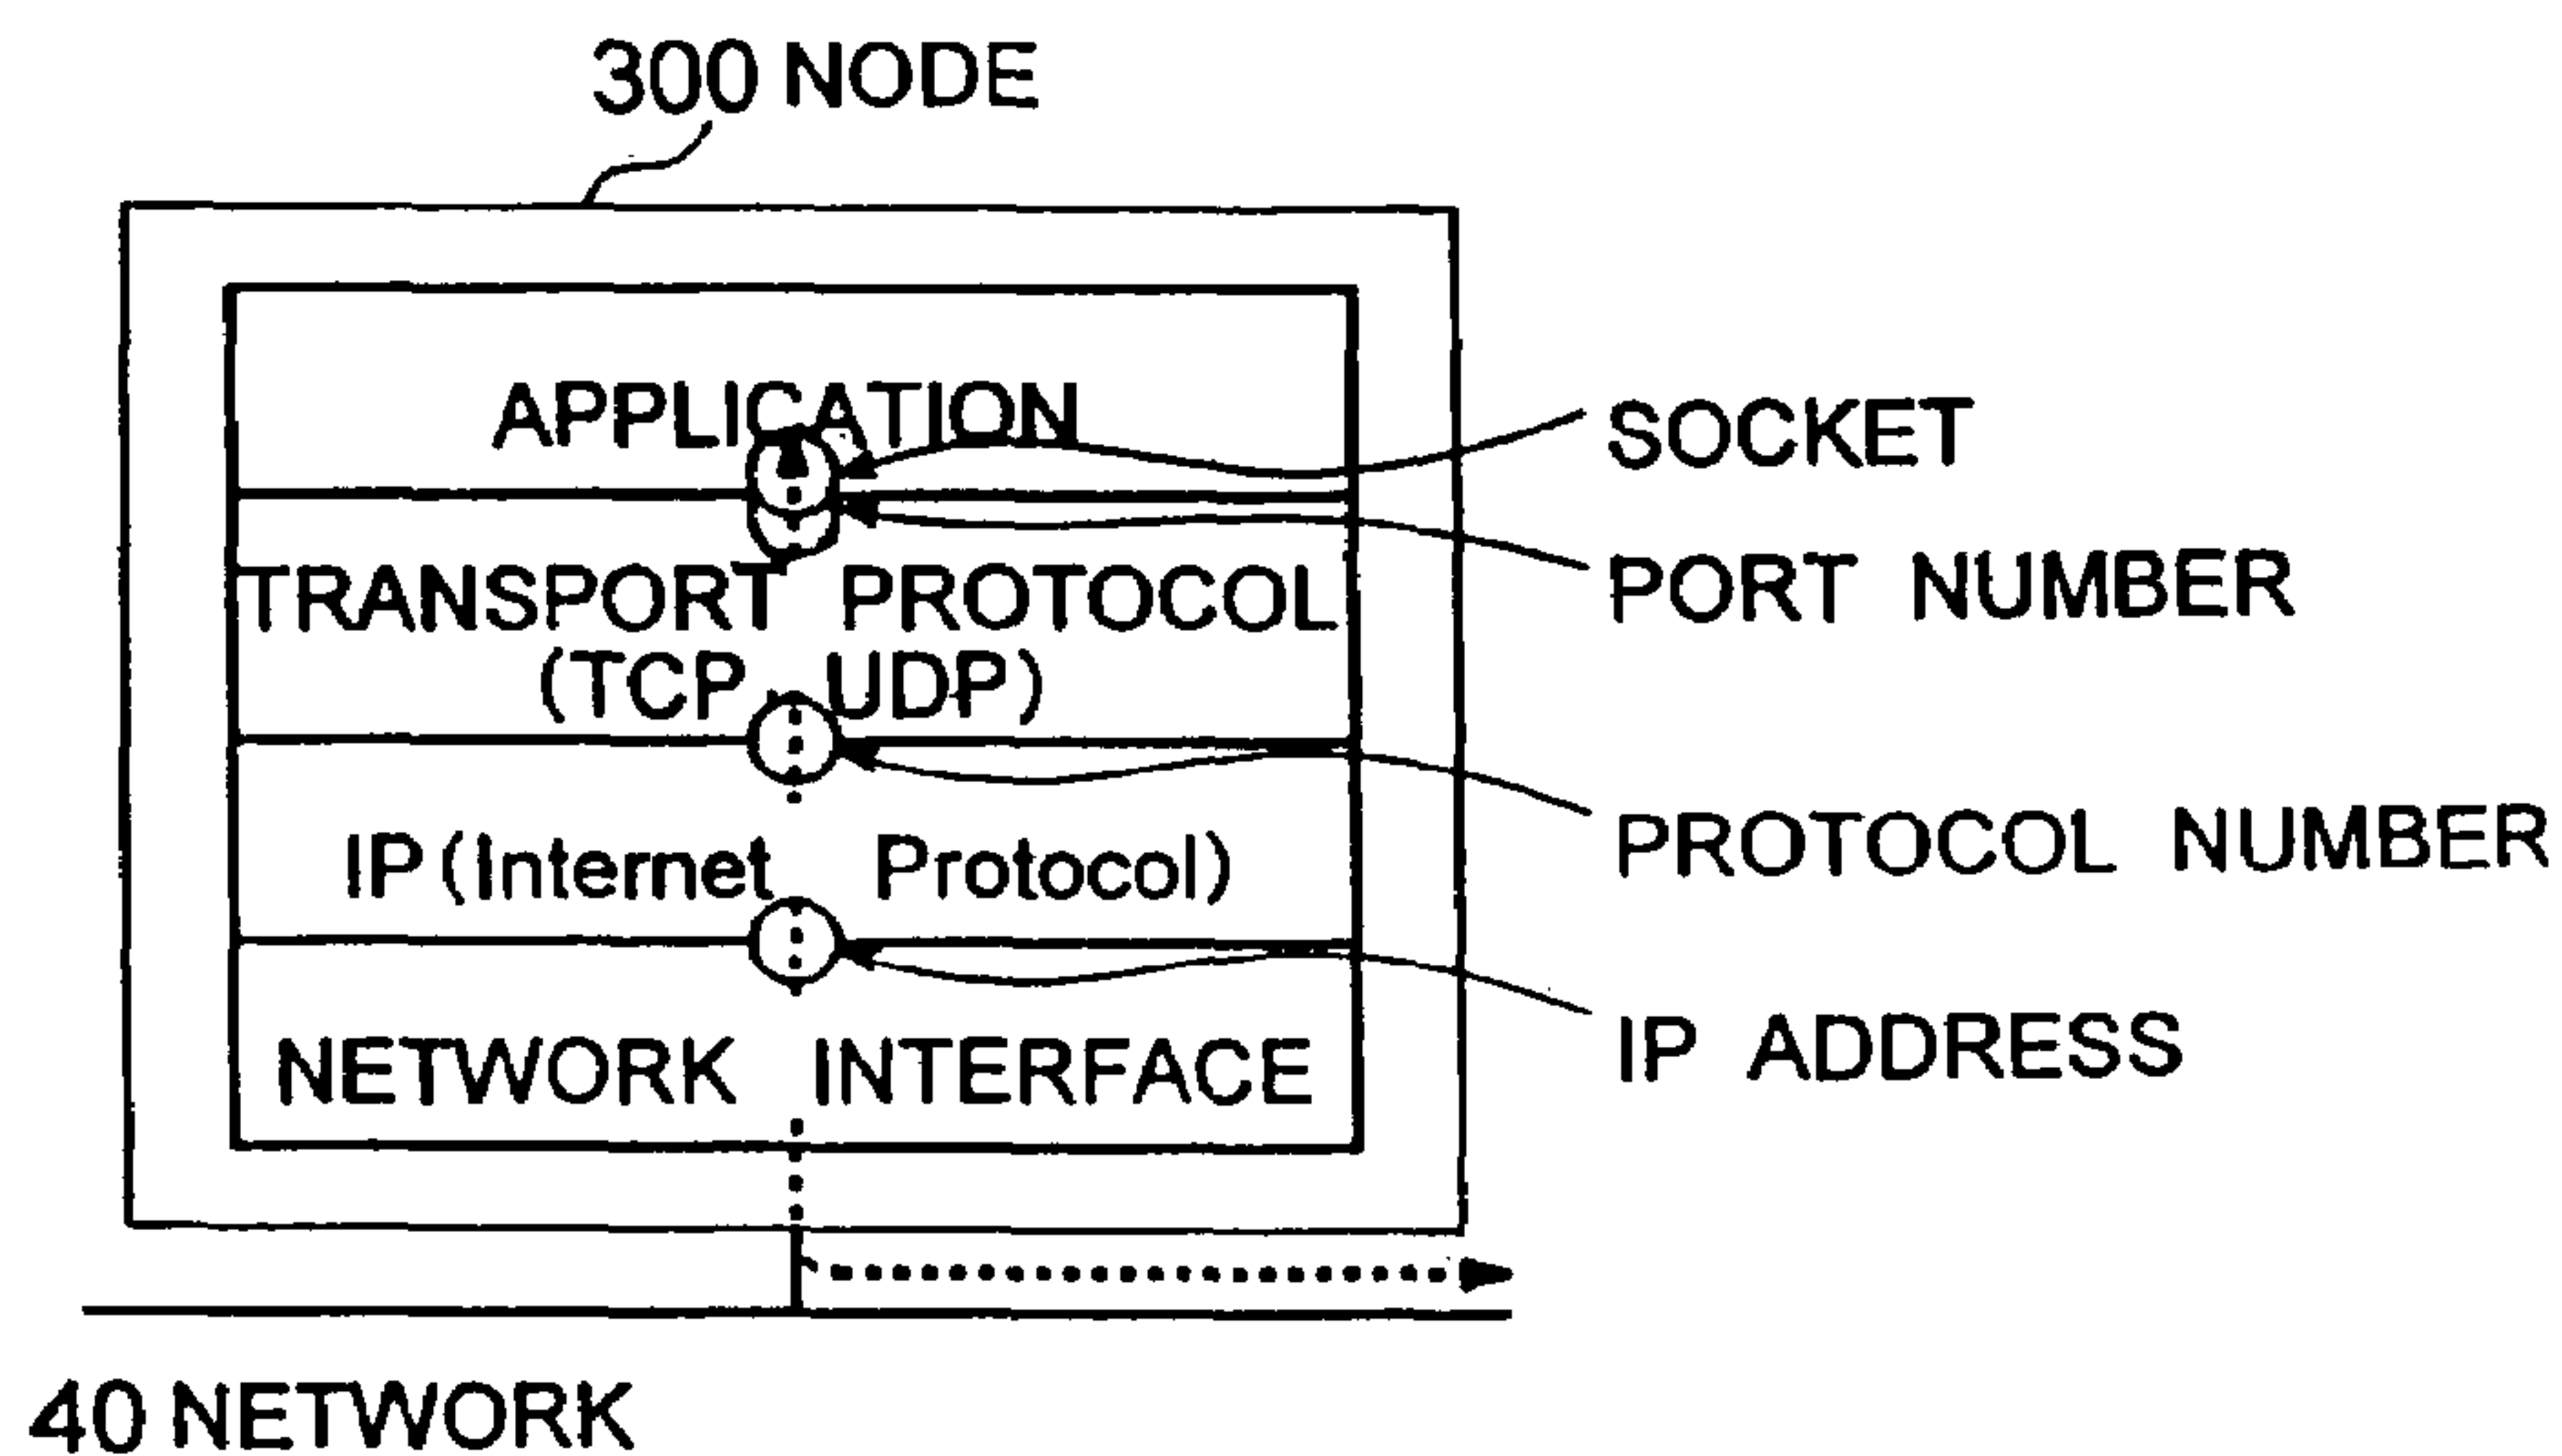 300 NODE
APPLICATION
SOCKET
PORT NUMBER
TRANSPORT PROTOCOL
(TCP, UDP)
PROTOCOL NUMBER
IP(Internet Protocol)
IP ADDRESS
NETWORK INTERFACE
40 NETWORK